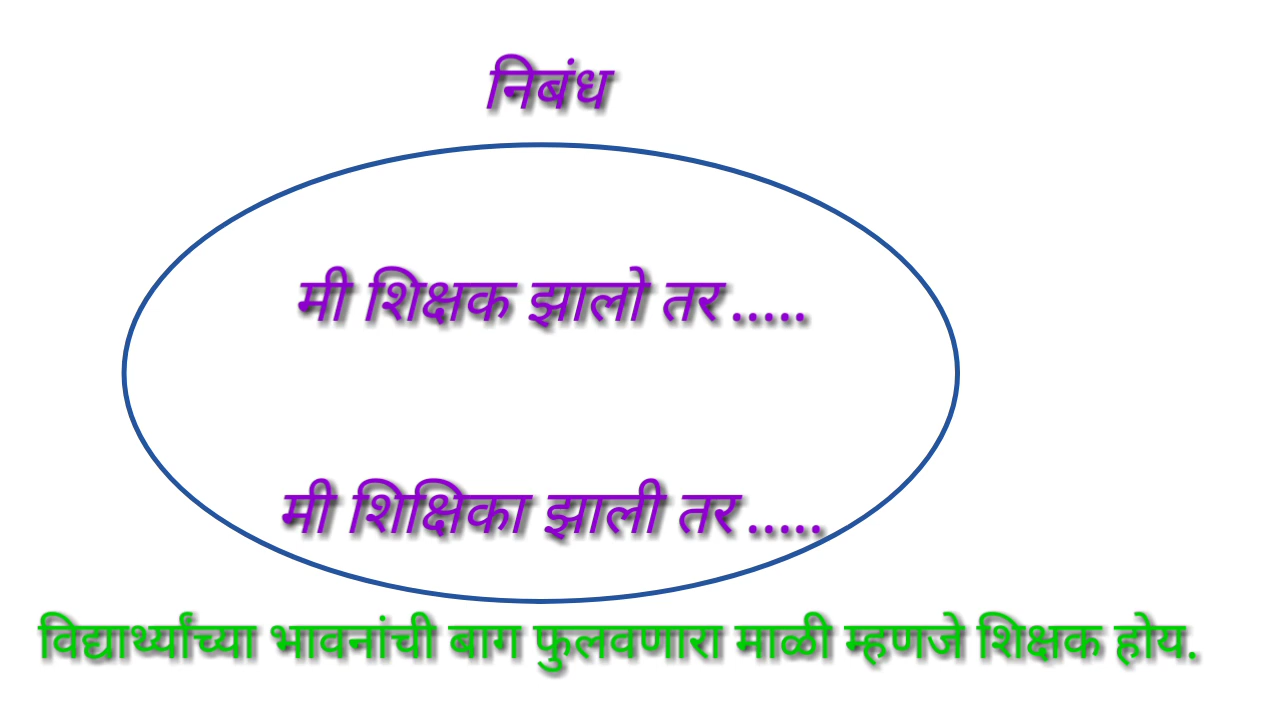 निबंध
मी शिक्षक झालो तर .....
मी शिक्षिका झाली तर .....
विद्यार्थ्यांच्या भावनांची बाग फुलवणारा माळी म्हणजे शिक्षक होय.